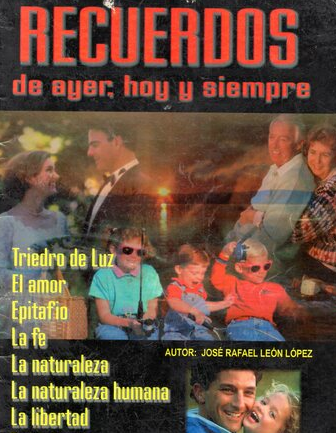 RECUERDOS
de ayer, hoy y siempre
Triedro de Luz
El amor
Epitafio
La fe
La naturaleza
La naturaleza humana
La libertad
AUTOR: JOSÉ RAFAEL LEÓN LÓPEZ